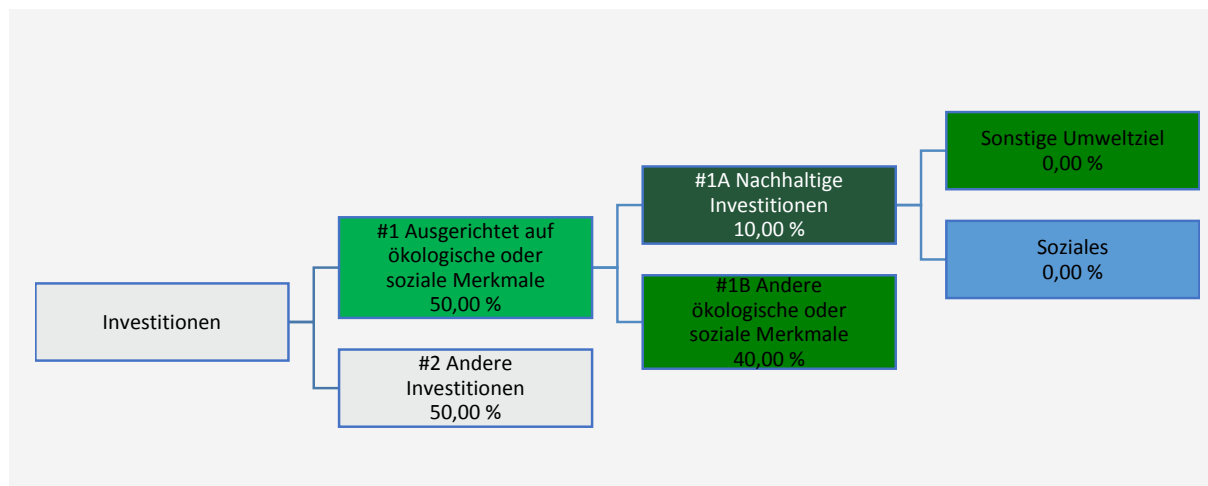 Investitionen
#1 Ausgerichtet auf
ökologische oder
soziale Merkmale
50,00 %
#2 Andere
Investitionen
50,00 %
#1A Nachhaltige
Investitionen
10,00 %
#1B Andere
ökologische oder
soziale Merkmale
40,00 %
Sonstige Umweltziel
0,00 %
Soziales
0,00 %